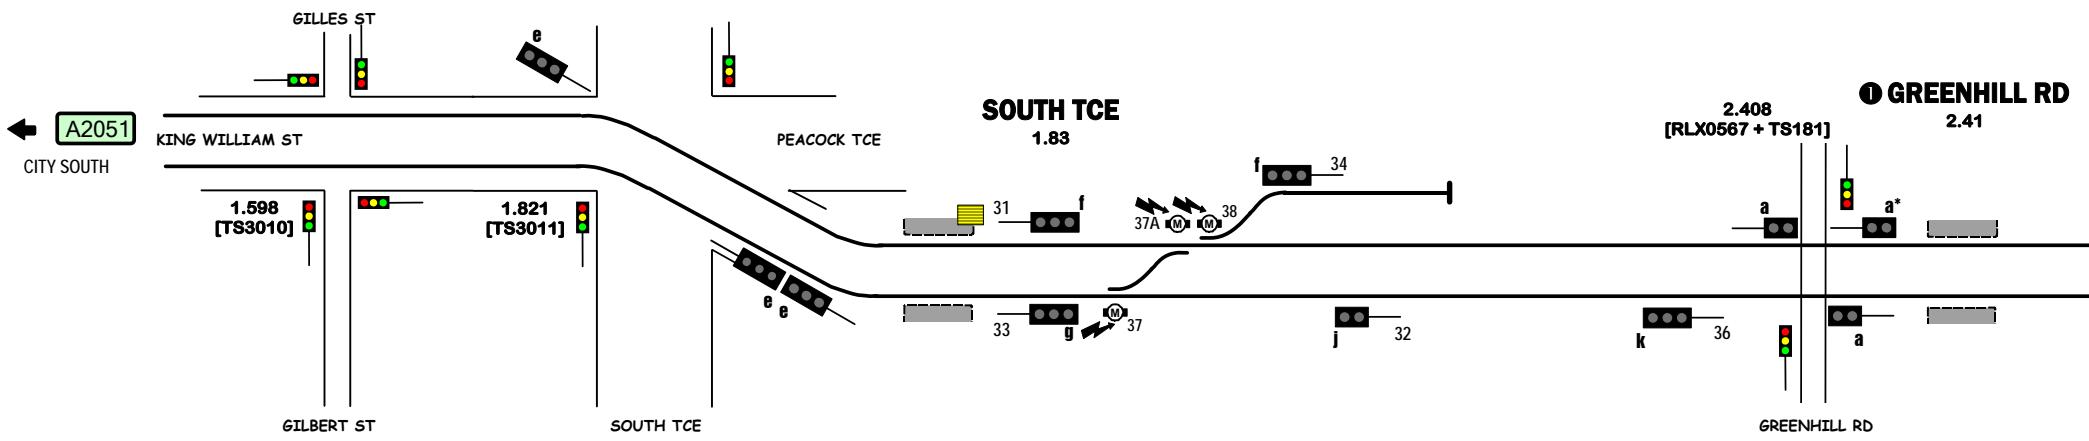 GILLES ST
e
A2051
CITY SOUTH
KING WILLIAM ST
PEACOCK TCE
SOUTH TCE
1.83
2.408
[RLX0567 + TS181]
❶ GREENHILL RD
2.41
f
34
1.598
[TS3010]
1.821
[TS3011]
31
f
37A
M
M
38
a
a*
e
e
33
g
M
37
j
32
k
36
a
GILBERT ST
SOUTH TCE
GREENHILL RD